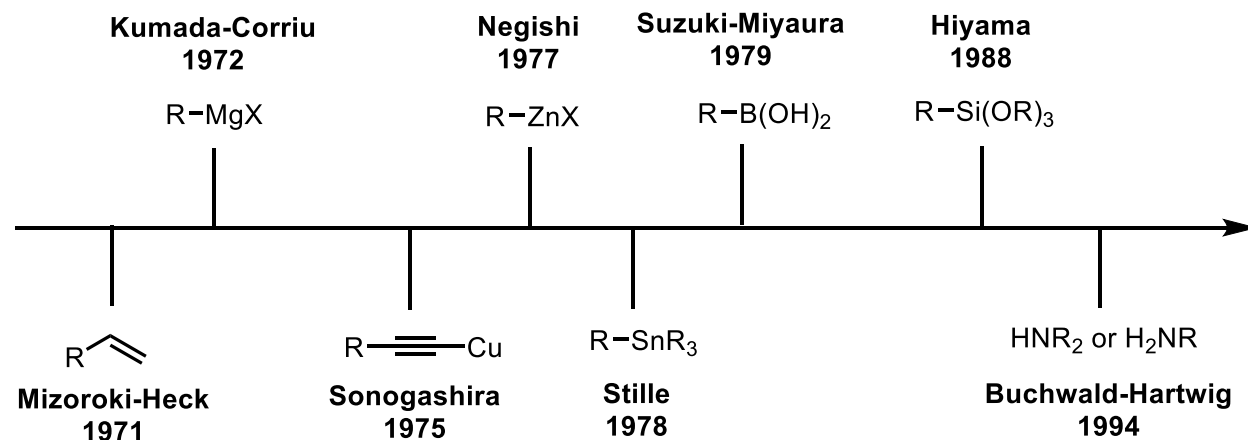 Kumada-Corriu
1972
R-MgX
Negishi
1977
R-ZnX
Suzuki-Miyaura
1979
R-B(OH)2
Hiyama
1988
R-Si(OR)3
R
Mizoroki-Heck
1971
R Cu
Sonogashira
1975
R-SnR3
Stille
1978
HNR2 or H2NR
Buchwald-Hartwig
1994